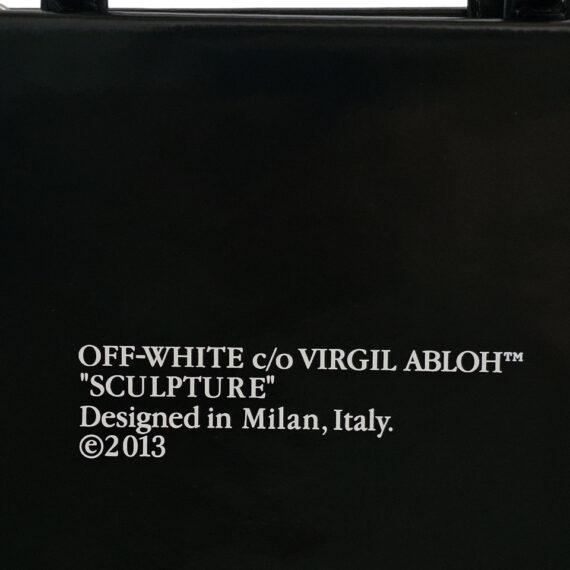 OFF-WHITE c/o VIRGIL ABLOH™
"SCULPTURE"
Designed in Milan, Italy.
©2013